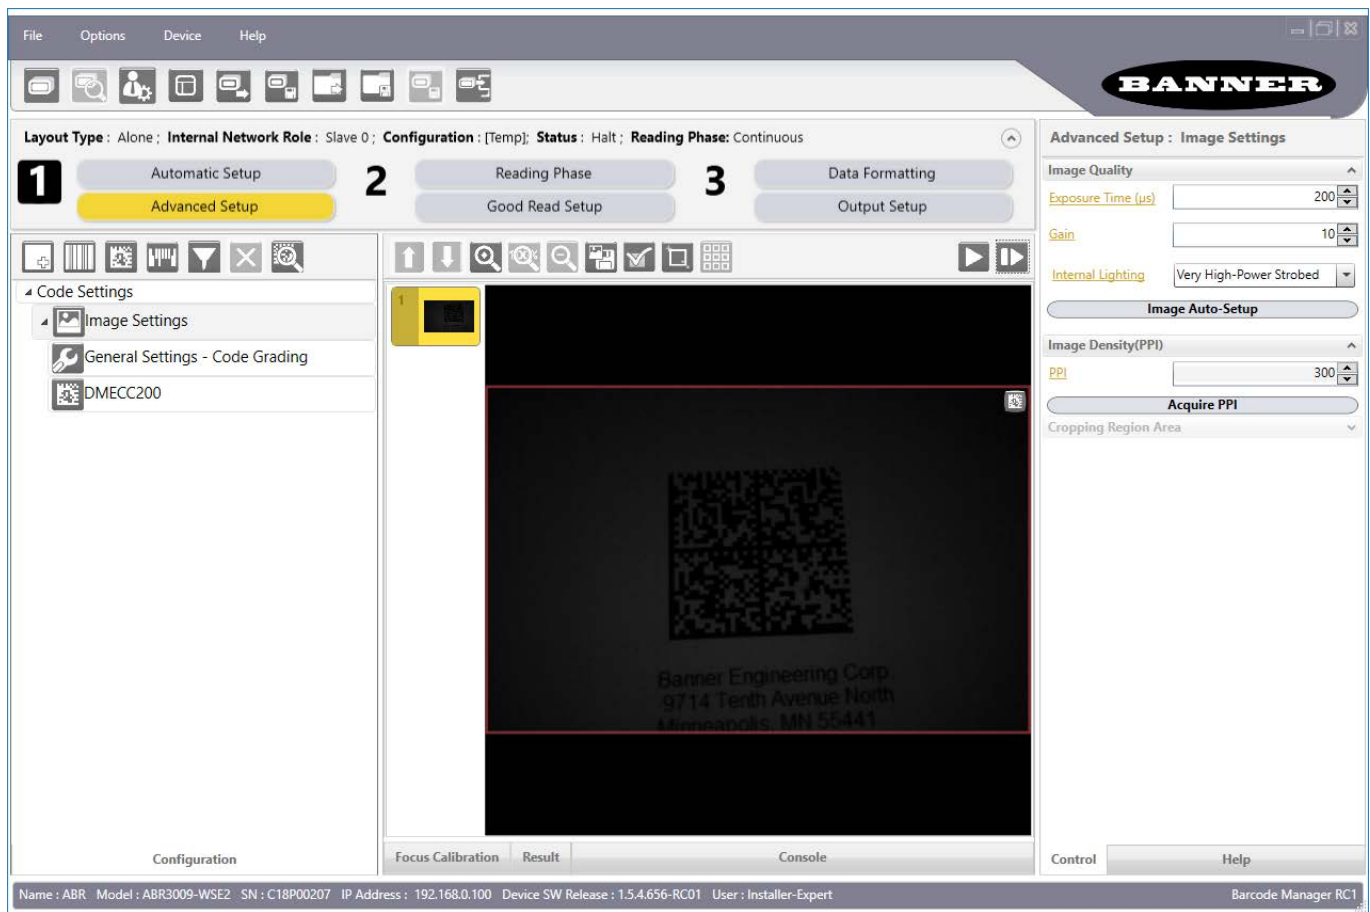 File Options Device Help
BANNER
Layout Type : Alone ; Internal Network Role : Slave 0 ; Configuration : [Temp]; Status : Halt ; Reading Phase: Continuous
1 Automatic Setup
Advanced Setup
2 Reading Phase
Good Read Setup
3 Data Formatting
Output Setup
Code Settings
Image Settings
General Settings - Code Grading
DMECC200
Configuration
1
Banner Engineering Corp
9714 Tenth Avenue North
Minneapolis, MN 55441
Focus Calibration Result Console
Advanced Setup : Image Settings
Image Quality
Exposure Time (µs) 200
Gain 10
Internal Lighting Very High-Power Strobed
Image Auto-Setup
Image Density(PPI)
PPI 300
Acquire PPI
Cropping Region Area
Control Help
Name : ABR Model : ABR3009-WSE2 SN : C18P00207 IP Address : 192.168.0.100 Device SW Release : 1.5.4.656-RC01 User : Installer-Expert Barcode Manager RC1